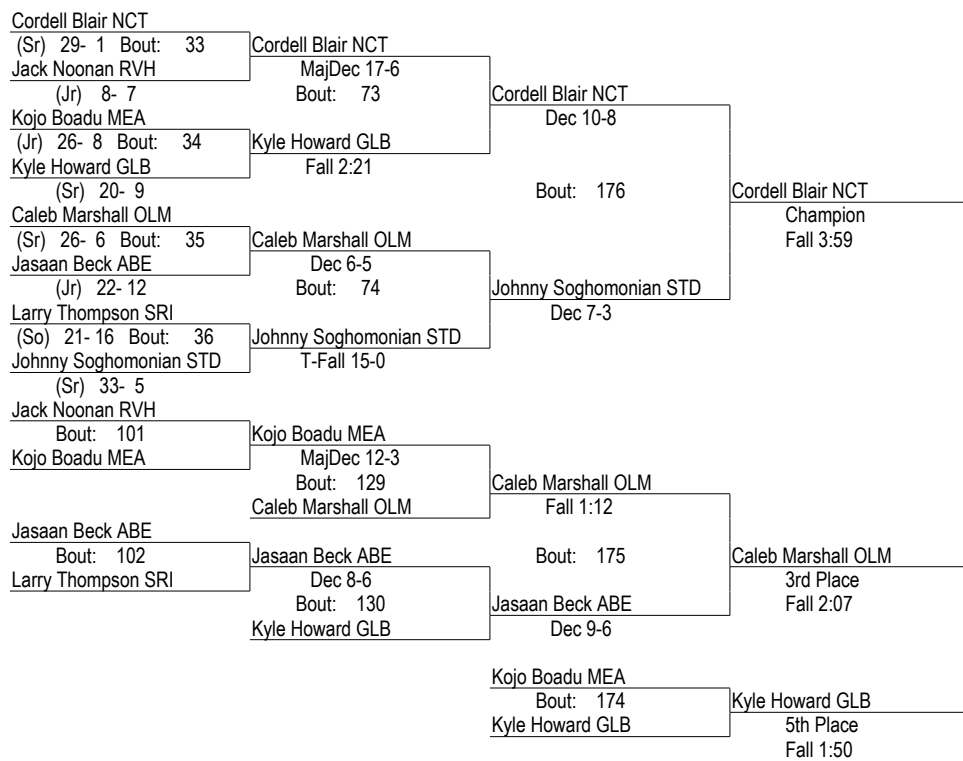 Cordell Blair NCT
(Sr) 29- 1 Bout: 33 Cordell Blair NCT
Jack Noonan RVH MajDec 17-6
(Jr) 8- 7 Bout: 73 Cordell Blair NCT
Kojo Boadu MEA Dec 10-8
(Jr) 26- 8 Bout: 34 Kyle Howard GLB
Kyle Howard GLB Fall 2:21
(Sr) 20- 9 Bout: 176 Cordell Blair NCT
Caleb Marshall OLM Champion
(Sr) 26- 6 Bout: 35 Caleb Marshall OLM Fall 3:59
Jasaan Beck ABE Dec 6-5
(Jr) 22- 12 Bout: 74 Johnny Soghomonian STD
Larry Thompson SRI Dec 7-3
(So) 21- 16 Bout: 36 Johnny Soghomonian STD
Johnny Soghomonian STD T-Fall 15-0
(Sr) 33- 5
Jack Noonan RVH
Bout: 101 Kojo Boadu MEA
Kojo Boadu MEA MajDec 12-3
Bout: 129 Caleb Marshall OLM
Caleb Marshall OLM Fall 1:12
Jasaan Beck ABE
Bout: 102 Jasaan Beck ABE Bout: 175 Caleb Marshall OLM
Larry Thompson SRI Dec 8-6 3rd Place
Bout: 130 Jasaan Beck ABE Fall 2:07
Kyle Howard GLB Dec 9-6
Kojo Boadu MEA
Bout: 174 Kyle Howard GLB
Kyle Howard GLB 5th Place
Fall 1:50